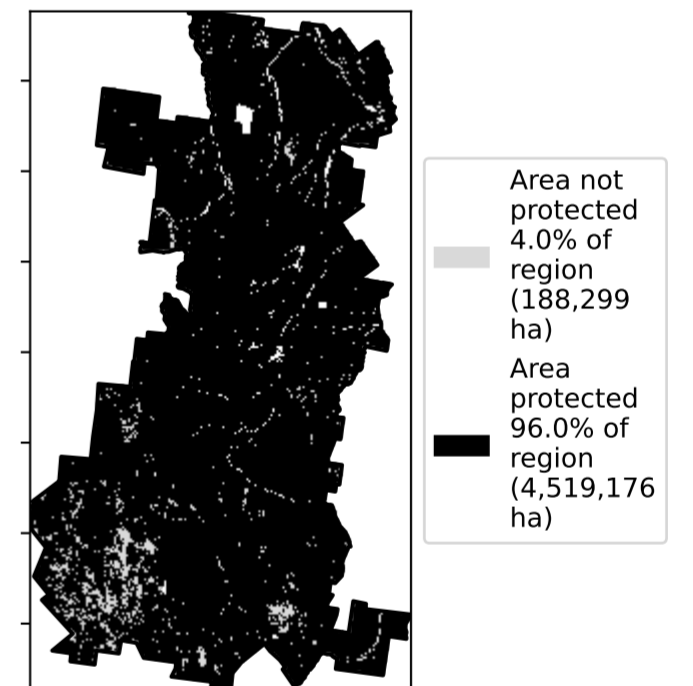 Area not
protected
4.0% of
region
(188,299
ha)
Area
protected
96.0% of
region
(4,519,176
ha)